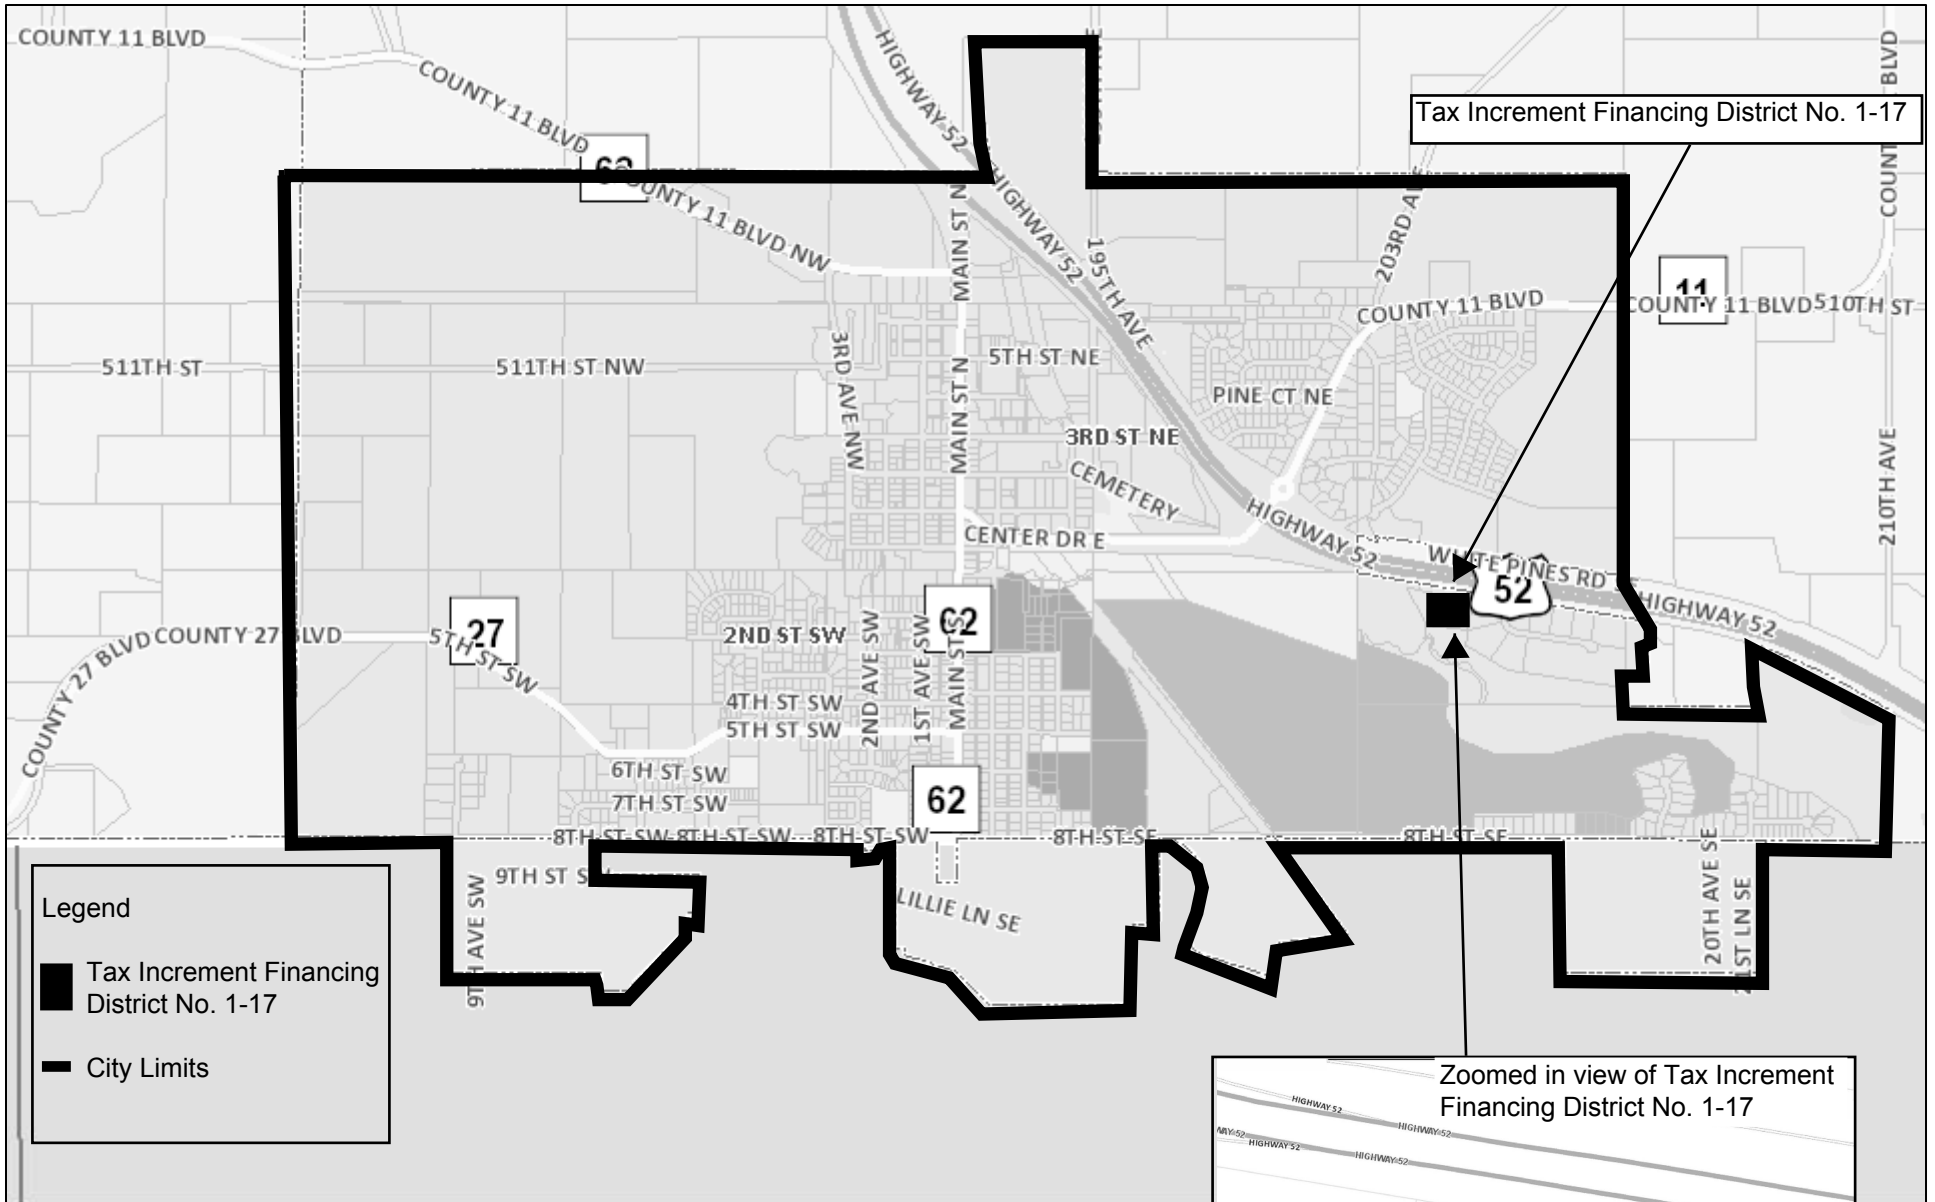 COUNTY 11 BLVD
COUNTY 11 BLVD
HIGHWAY 52
BLVD
Tax Increment Financing District No. 1-17
COUNTY 11 BLVD NW
MAIN ST N
HIGHWAY 52
195TH AVE
203RD AVE
11
COUNTY 11 BLVD
COUNTY 11 BLVD
510TH ST
511TH ST
511TH ST NW
3RD AVE NW
MAIN ST N
5TH ST NE
PINE CT NE
3RD ST NE
CEMETERY
210TH AVE
CENTER DR E
HIGHWAY 52
WHITE PINES RD
52
HIGHWAY 52
COUNTY 27 BLVD
COUNTY 27 BLVD
27
5TH ST SW
2ND ST SW
62
4TH ST SW
5TH ST SW
2ND AVE SW
1ST AVE SW
MAIN ST S
6TH ST SW
7TH ST SW
62
8TH ST SW
8TH ST SW
8TH ST SW
8TH ST SE
8TH ST SE
9TH AVE SW
LILLIE LN SE
20TH AVE SE
Legend
Tax Increment Financing
District No. 1-17
City Limits
Zoomed in view of Tax Increment
Financing District No. 1-17
HIGHWAY 52
HIGHWAY 52
HIGHWAY 52
HIGHWAY 52